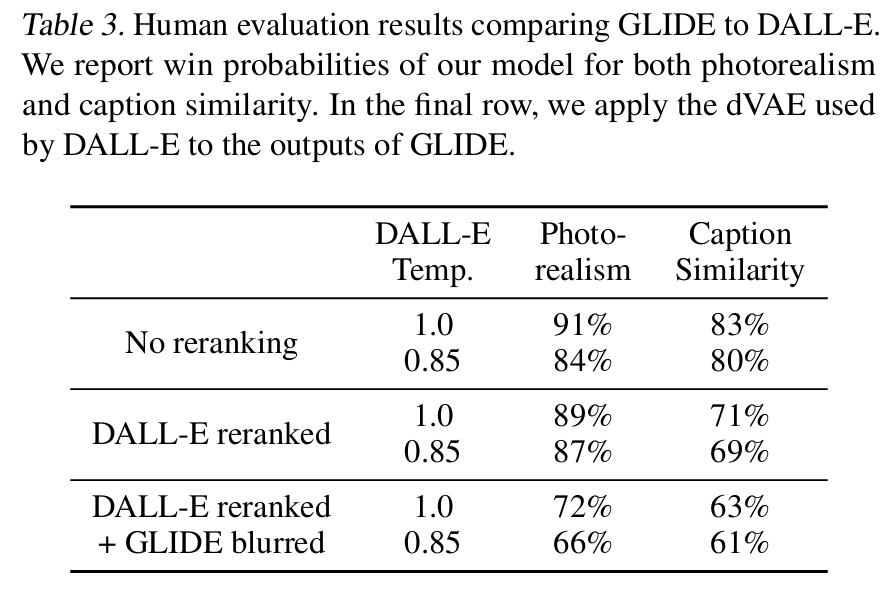 Table 3. Human evaluation results comparing GLIDE to DALL-E.
We report win probabilities of our model for both photorealism
and caption similarity. In the final row, we apply the dVAE used
by DALL-E to the outputs of GLIDE.
DALL-E Photo- Caption
Temp. realism Similarity
No reranking
1.0 91% 83%
0.85 84% 80%
DALL-E reranked
1.0 89% 71%
0.85 87% 69%
DALL-E reranked 1.0 72% 63%
+ GLIDE blurred 0.85 66% 61%